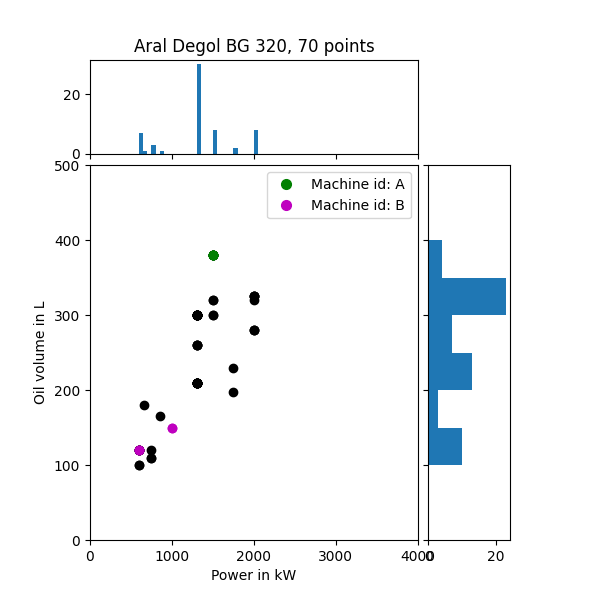 Aral Degol BG 320, 70 points
20
0
500
Machine id: A
Machine id: B
400
300
200
100
0
Oil volume in L
0 1000 2000 3000 4000 0 20
Power in kW